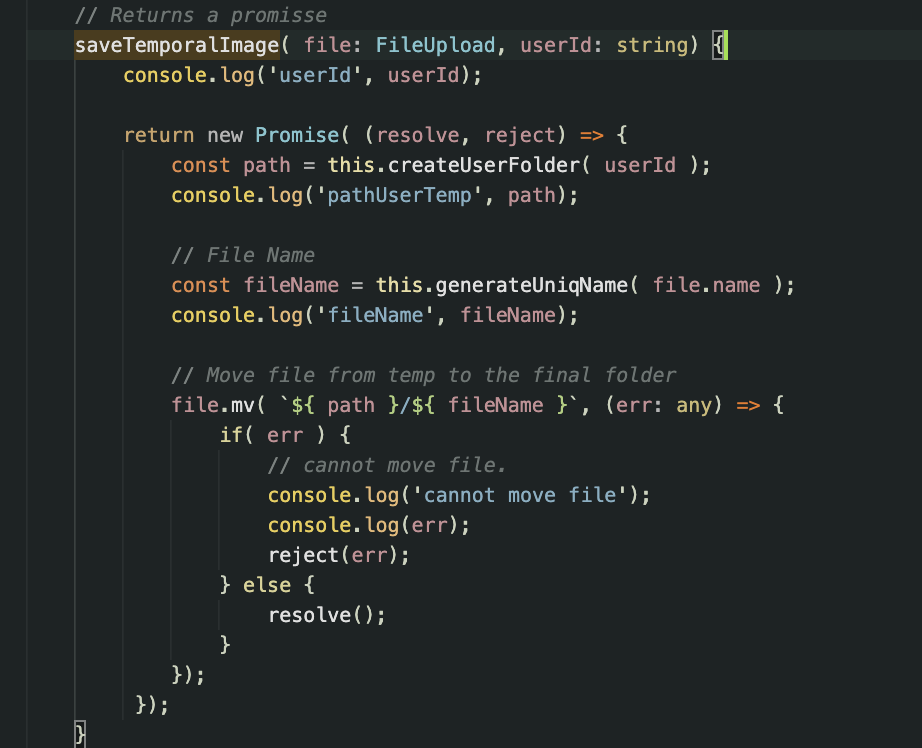 // Returns a promisse
saveTemporalImage( file: FileUpload, userId: string) {
console.log('userId', userId);
return new Promise( (resolve, reject) => {
const path = this.createUserFolder( userId );
console.log('pathUserTemp', path);
// File Name
const fileName = this.generateUniqName( file.name );
console.log('fileName', fileName);
// Move file from temp to the final folder
file.mv( `${ path }/${ fileName }`, (err: any) => {
if( err ) {
// cannot move file.
console.log('cannot move file');
console.log(err);
reject(err);
} else {
resolve();
}
});
});
}